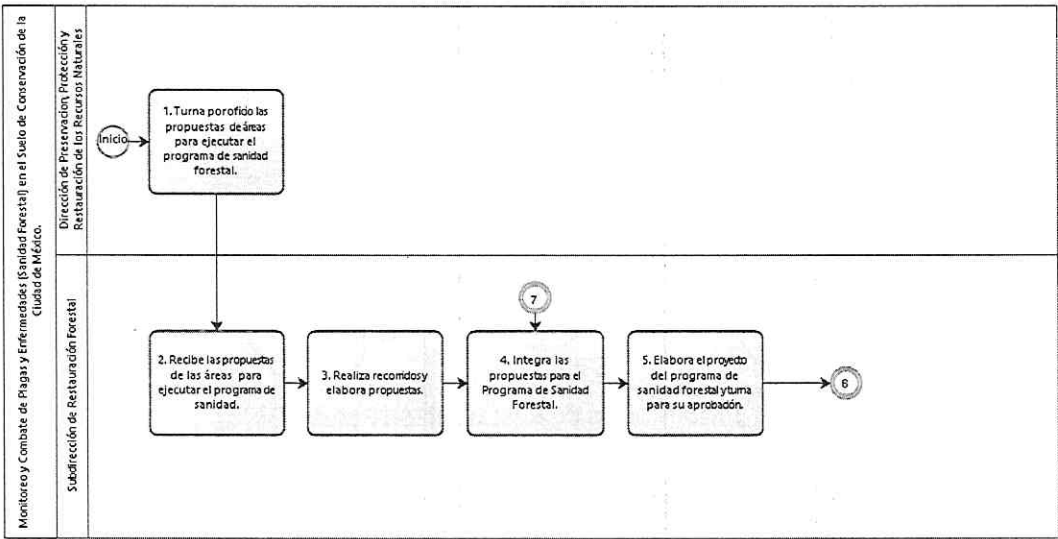 Monitoreo y Combate de Plagas y Enfermedades (Sanidad Forestal) en el Suelo de Conservación de la
Ciudad de México.
Dirección de Preservacion, Protección y
Restauración de los Recursos Naturales
Inicio
1. Turna por oficio las
propuestas de áreas
para ejecutar el
programa de sanidad
forestal.
Subdirección de Restauración Forestal
2. Recibe las propuestas
de las áreas para
ejecutar el programa de
sanidad.
3. Realiza recorridos y
elabora propuestas.
7
4. Integra las
propuestas para el
Programa de Sanidad
Forestal.
5. Elabora el proyecto
del programa de
sanidad forestal y turna
para su aprobación.
6